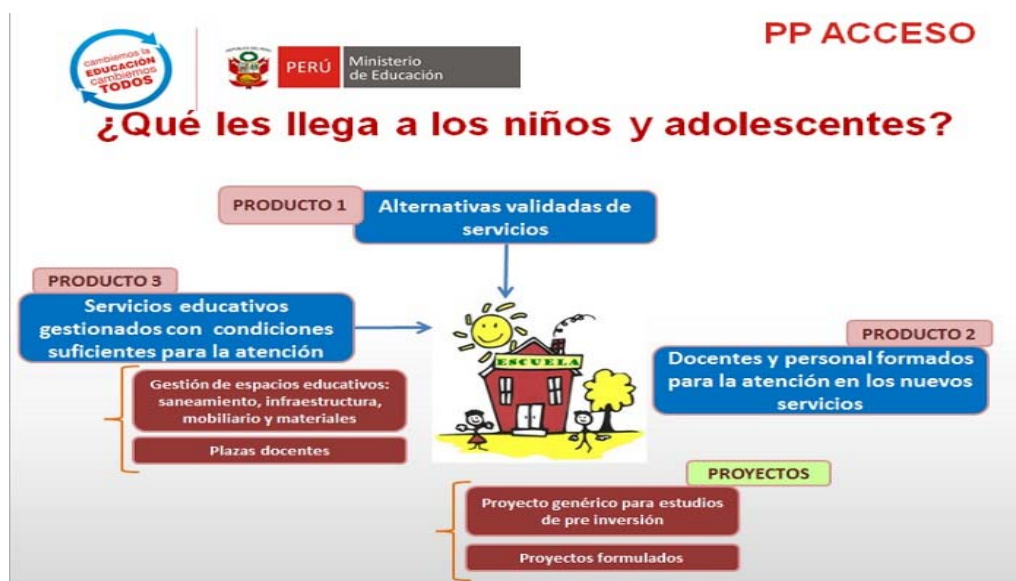 PP ACCESO
cambiemos la
EDUCACIÓN
cambiemos
TODOS
REPÚBLICA DEL PERÚ
PERÚ
Ministerio
de Educación
¿Qué les llega a los niños y adolescentes?
PRODUCTO 1
Alternativas validadas de
servicios
PRODUCTO 3
Servicios educativos
gestionados con condiciones
suficientes para la atención
Gestión de espacios educativos:
saneamiento, infraestructura,
mobiliario y materiales
Plazas docentes
ESCUELA
PRODUCTO 2
Docentes y personal formados
para la atención en los nuevos
servicios
PROYECTOS
Proyecto genérico para estudios
de pre inversión
Proyectos formulados